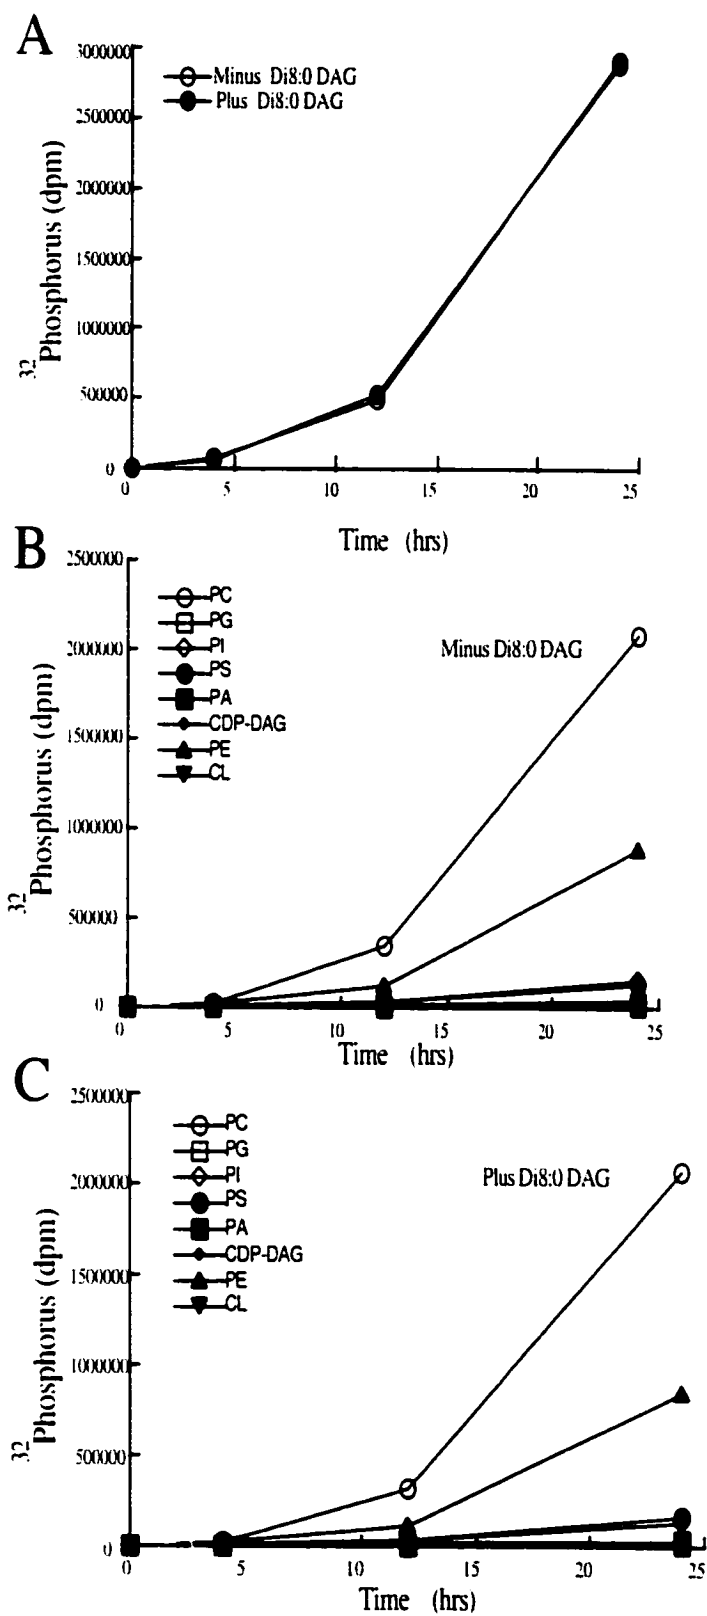 A
3000000
Minus Di8:0 DAG
Plus Di8:0 DAG
2500000
2000000
1500000
1000000
500000
0
32Phosphorus (dpm)
0 5 10 15 20 25
Time (hrs)
B
2500000
PC
PG
PI
PS
PA
CDP-DAG
PE
CL
Minus Di8:0 DAG
2000000
1500000
1000000
500000
0
32Phosphorus (dpm)
0 5 10 15 20 25
Time (hrs)
C
2500000
PC
PG
PI
PS
PA
CDP-DAG
PE
CL
Plus Di8:0 DAG
2000000
1500000
1000000
500000
0
32Phosphorus (dpm)
0 5 10 15 20 25
Time (hrs)